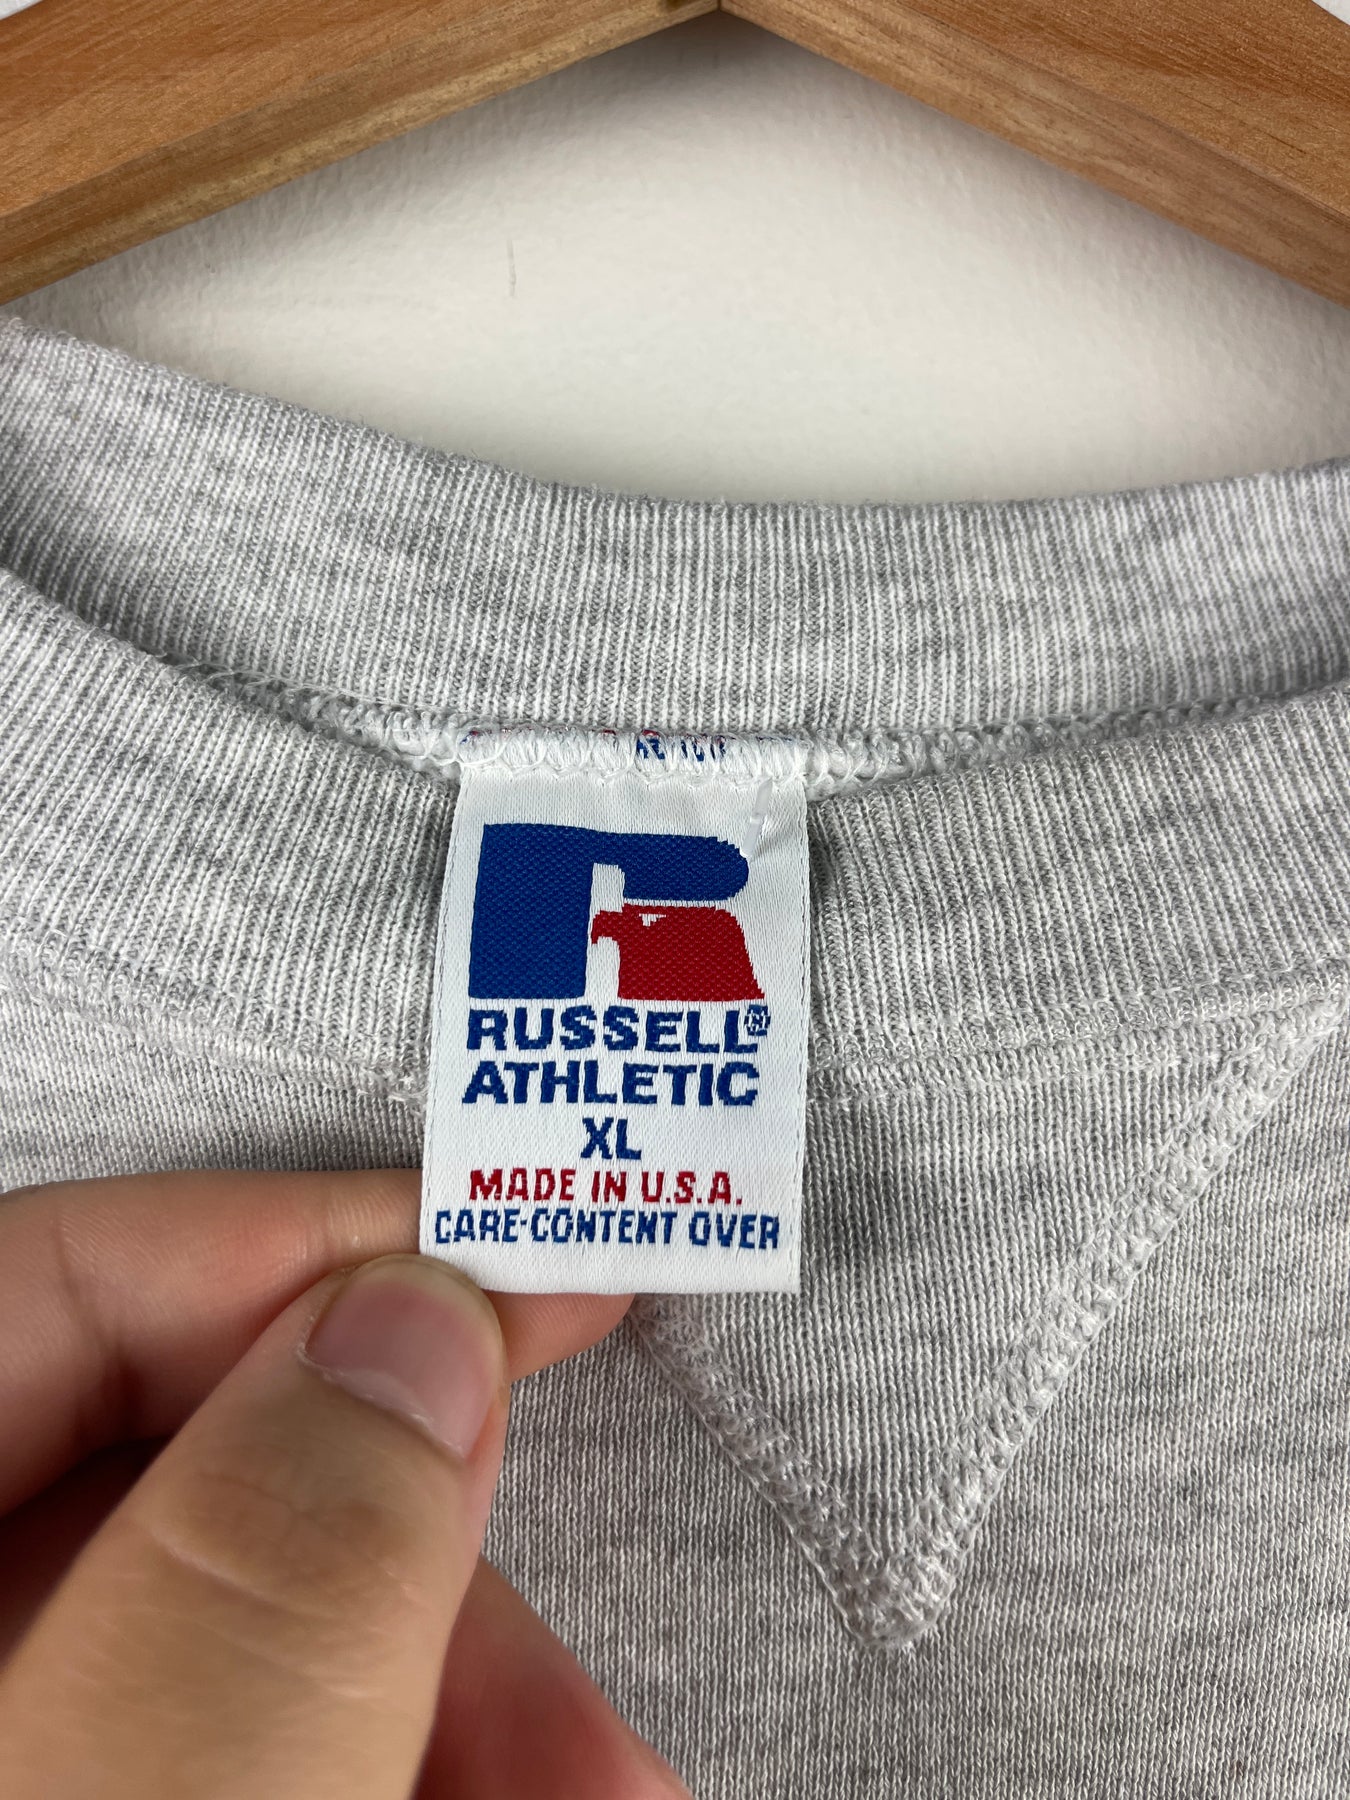 RUSSELL®
ATHLETIC
XL
MADE IN U.S.A.
CARE-CONTENT OVER